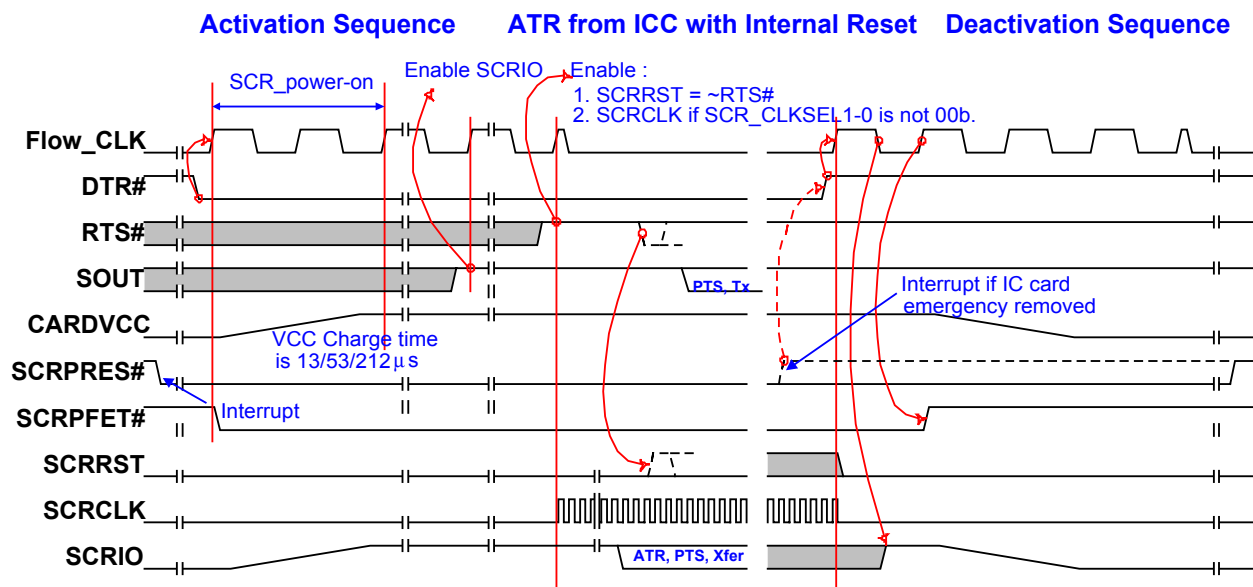 Activation Sequence
ATR from ICC with Internal Reset
Deactivation Sequence
SCR_power-on
Enable SCRIO
Enable :
1. SCRRST = ~RTS#
2. SCRCLK if SCR_CLKSEL1-0 is not 00b.
Flow_CLK
DTR#
RTS#
SOUT
PTS, Tx
Interrupt if IC card
emergency removed
CARDVCC
VCC Charge time
is 13/53/212 µs
SCRPRES#
Interrupt
SCRPFET#
SCRRST
SCRCLK
SCRIO
ATR, PTS, Xfer